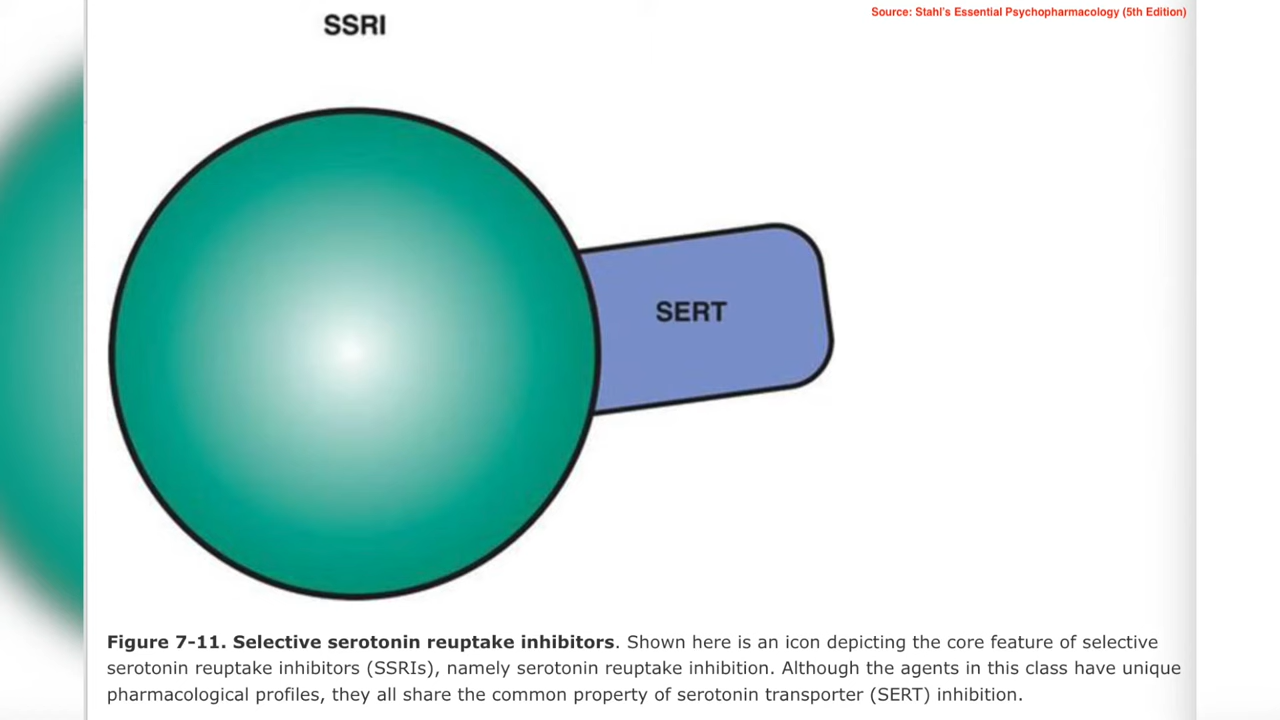 SSRI
Source: Stahl's Essential Psychopharmacology (5th Edition)
SERT
Figure 7-11. Selective serotonin reuptake inhibitors. Shown here is an icon depicting the core feature of selective
serotonin reuptake inhibitors (SSRIs), namely serotonin reuptake inhibition. Although the agents in this class have unique
pharmacological profiles, they all share the common property of serotonin transporter (SERT) inhibition.